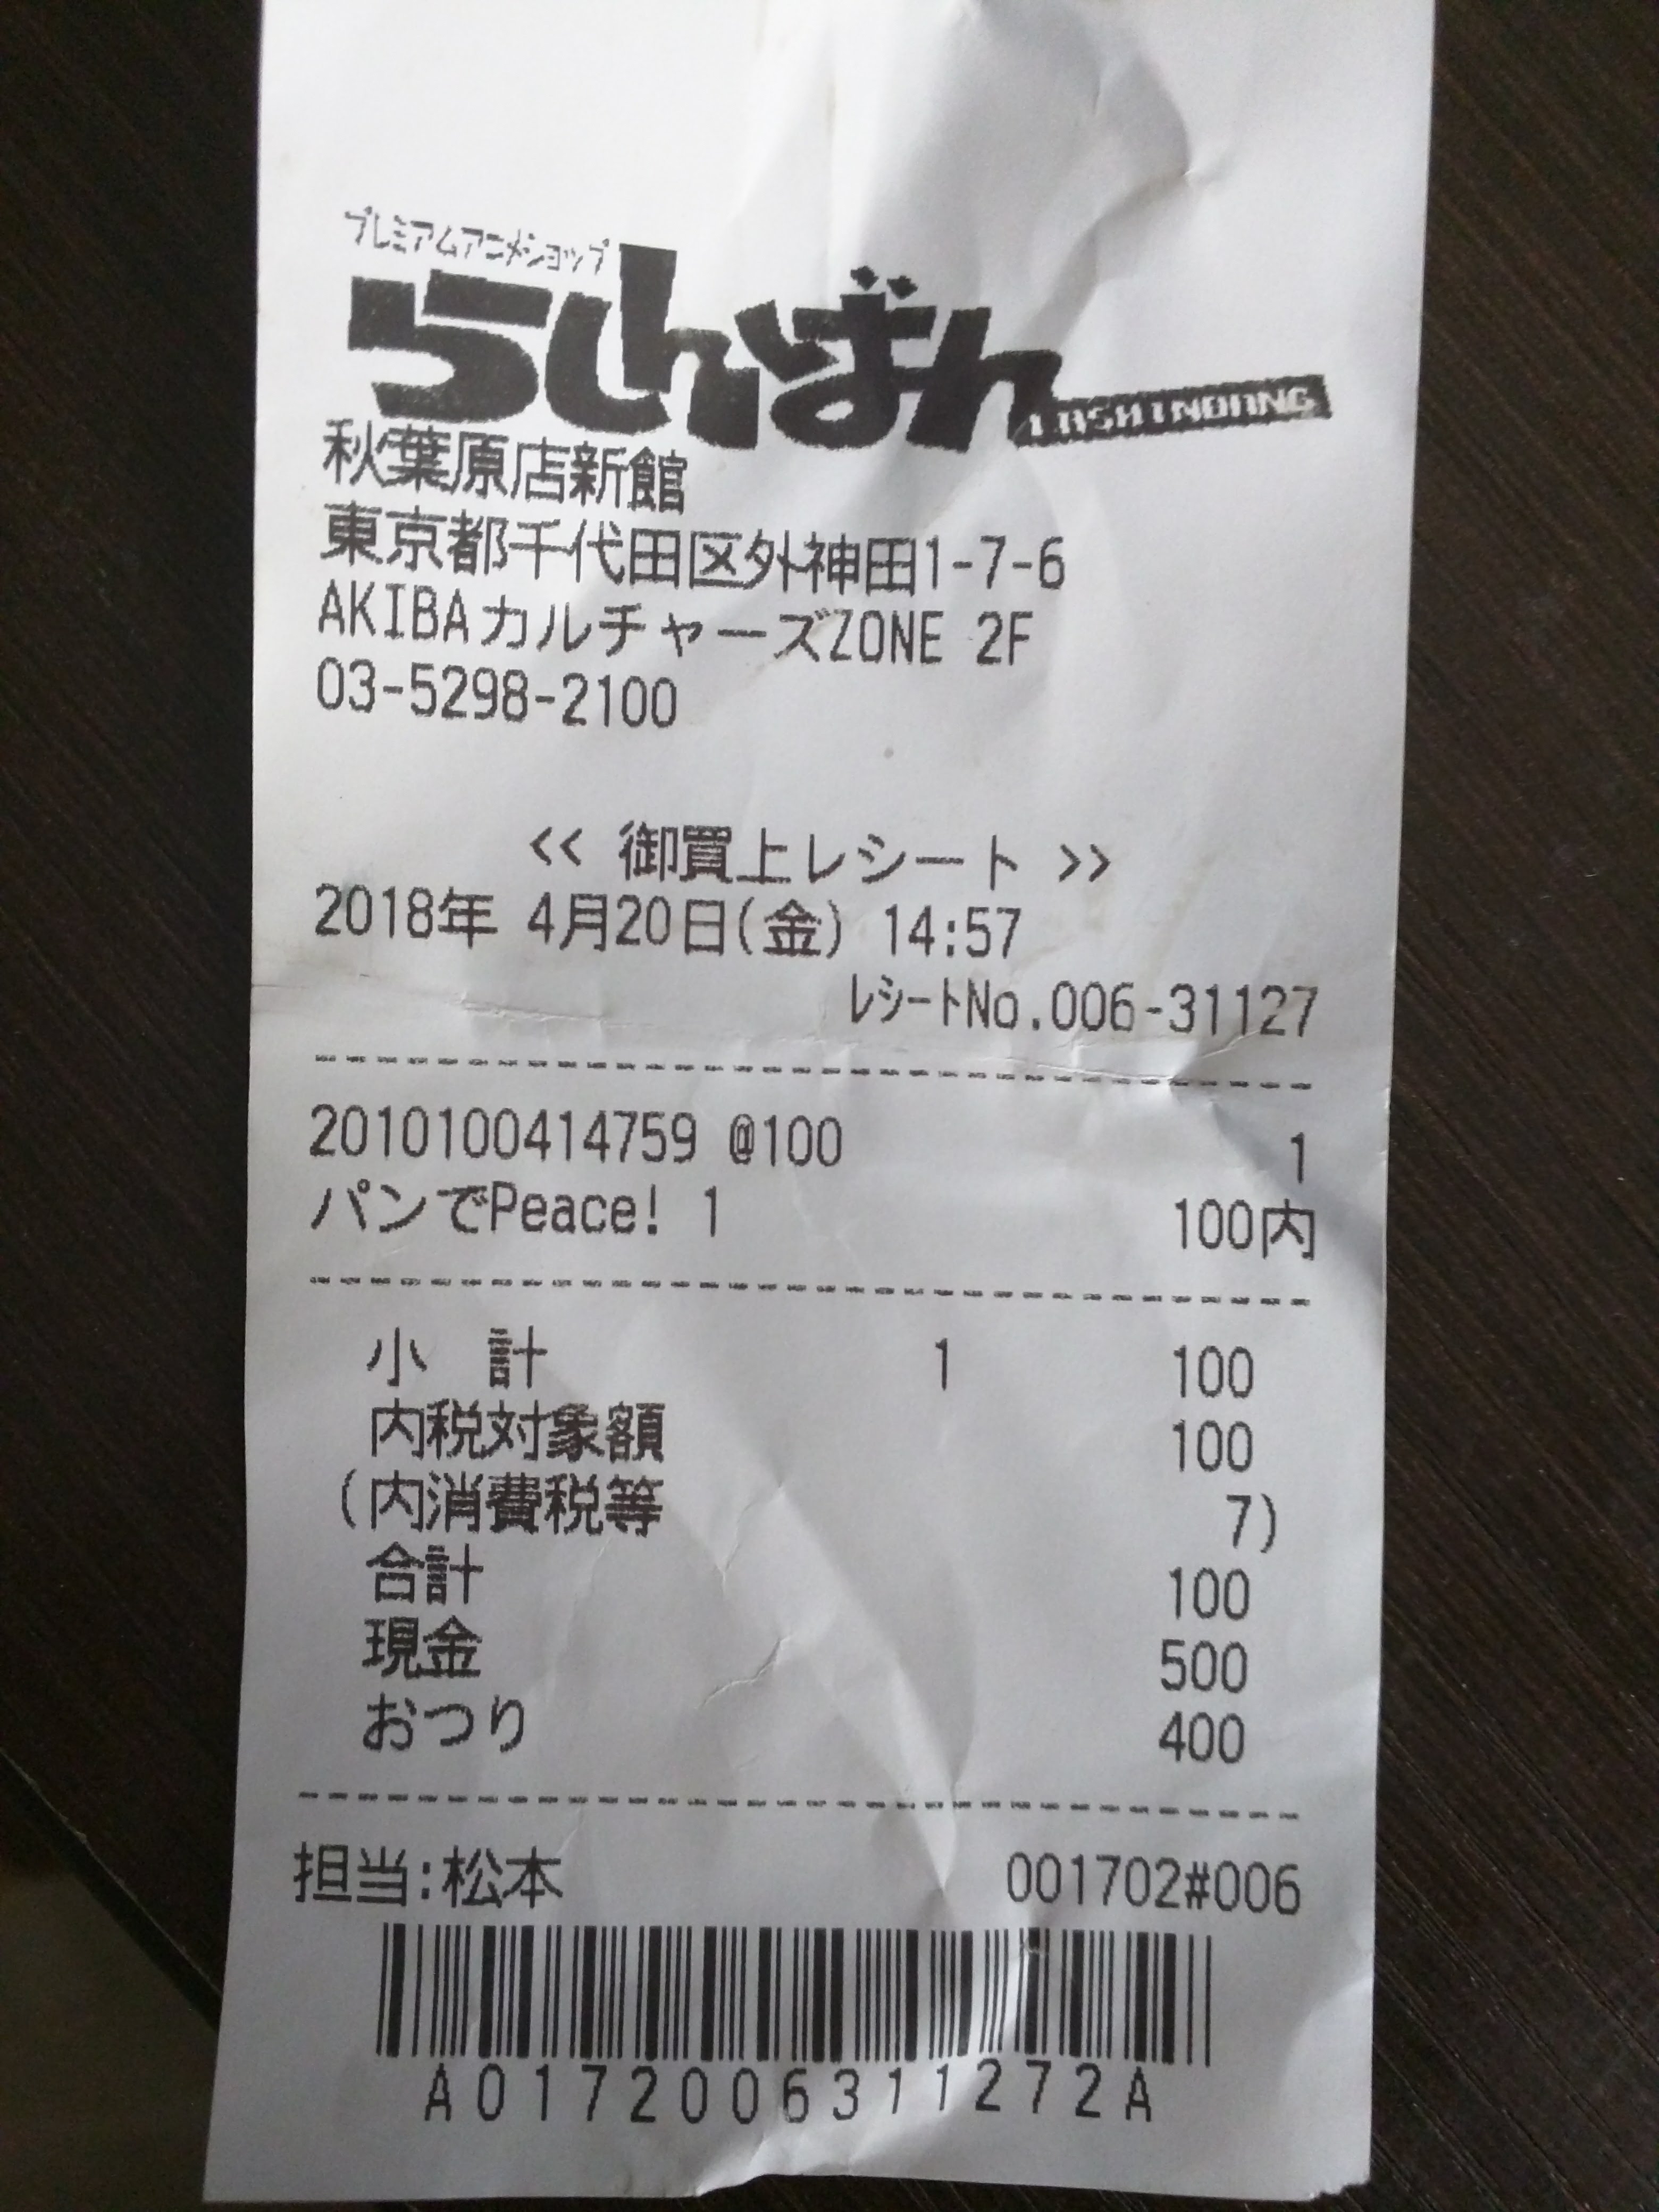 プレミアムアニメショップ
らしんばん
LASHINBANG
秋葉原店新館
東京都千代田区外神田1-7-6
AKIBAカルチャーズZONE 2F
03-5298-2100
<< 御買上レシート >>
2018年 4月20日(金) 14:57
ﾚｼｰﾄNo.006-31127
2010100414759 @100 1
パンでPeace! 1 100内
小 計 1 100
内税対象額 100
(内消費税等 7)
合計 100
現金 500
おつり 400
担当:松本 001702#006
A0172006311272A